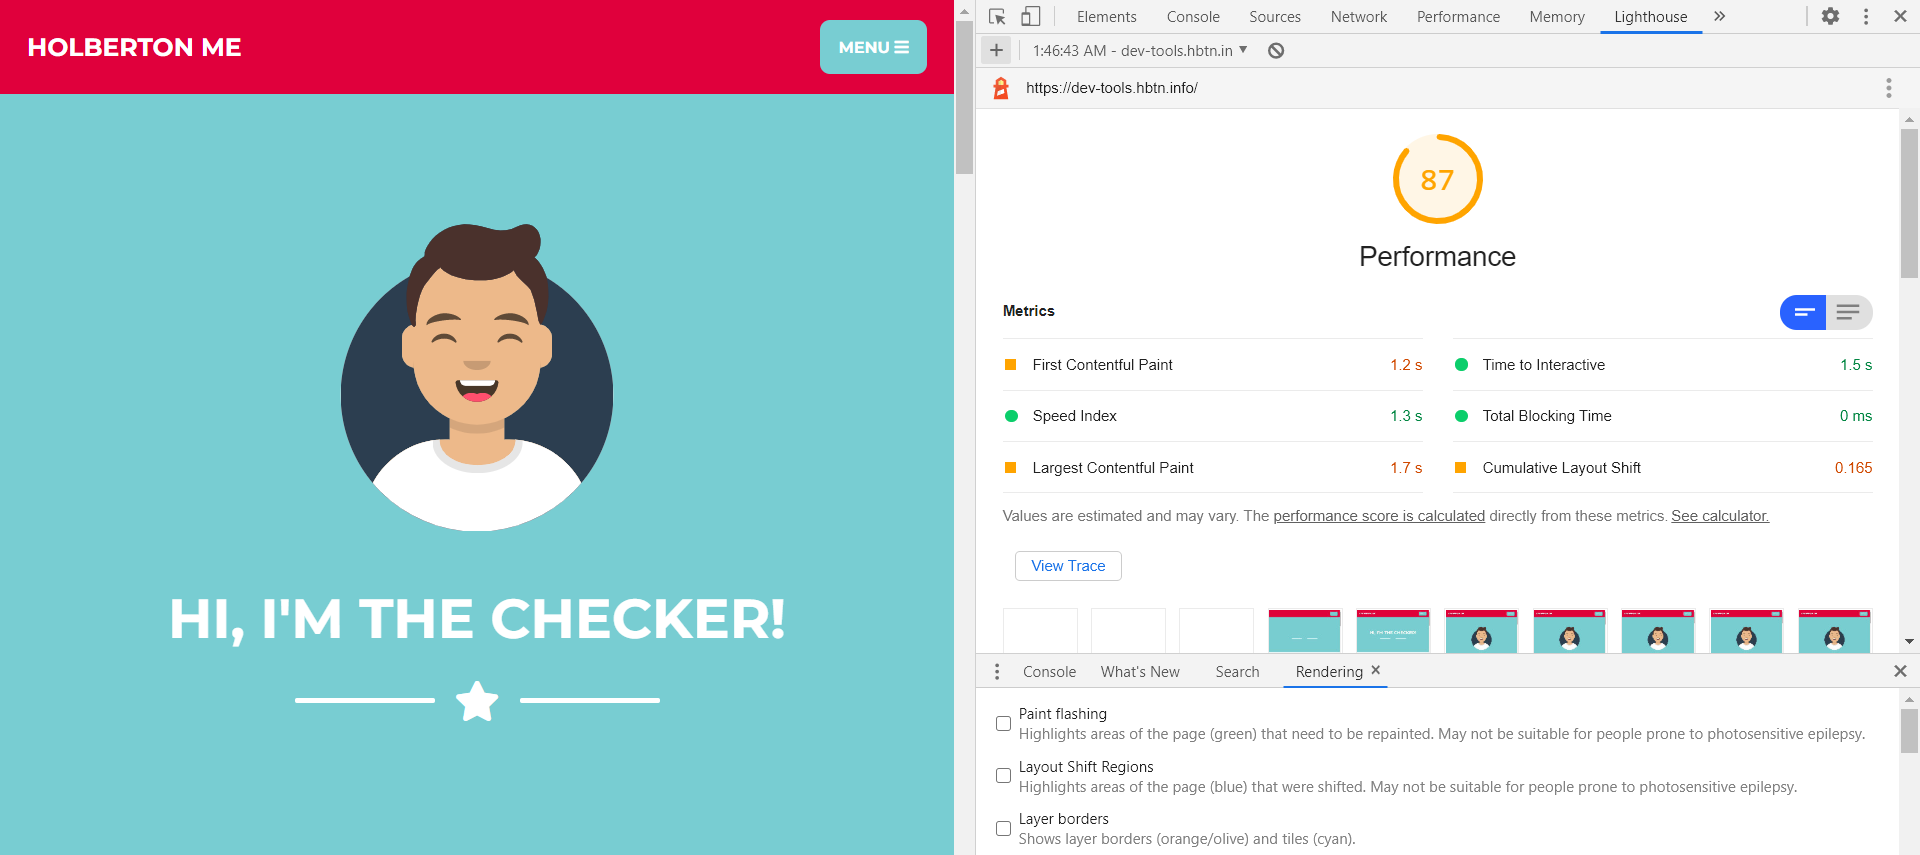 HOLBERTON ME
MENU
HI, I'M THE CHECKER!
Elements Console Sources Network Performance Memory Lighthouse
1:46:43 AM - dev-tools.hbtn.in
https://dev-tools.hbtn.info/
87
Performance
Metrics
First Contentful Paint 1.2 s
Time to Interactive 1.5 s
Speed Index 1.3 s
Total Blocking Time 0 ms
Largest Contentful Paint 1.7 s
Cumulative Layout Shift 0.165
Values are estimated and may vary. The performance score is calculated directly from these metrics. See calculator.
View Trace
HI, I'M THE CHECKER!
Console What's New Search Rendering
Paint flashing
Highlights areas of the page (green) that need to be repainted. May not be suitable for people prone to photosensitive epilepsy.
Layout Shift Regions
Highlights areas of the page (blue) that were shifted. May not be suitable for people prone to photosensitive epilepsy.
Layer borders
Shows layer borders (orange/olive) and tiles (cyan).